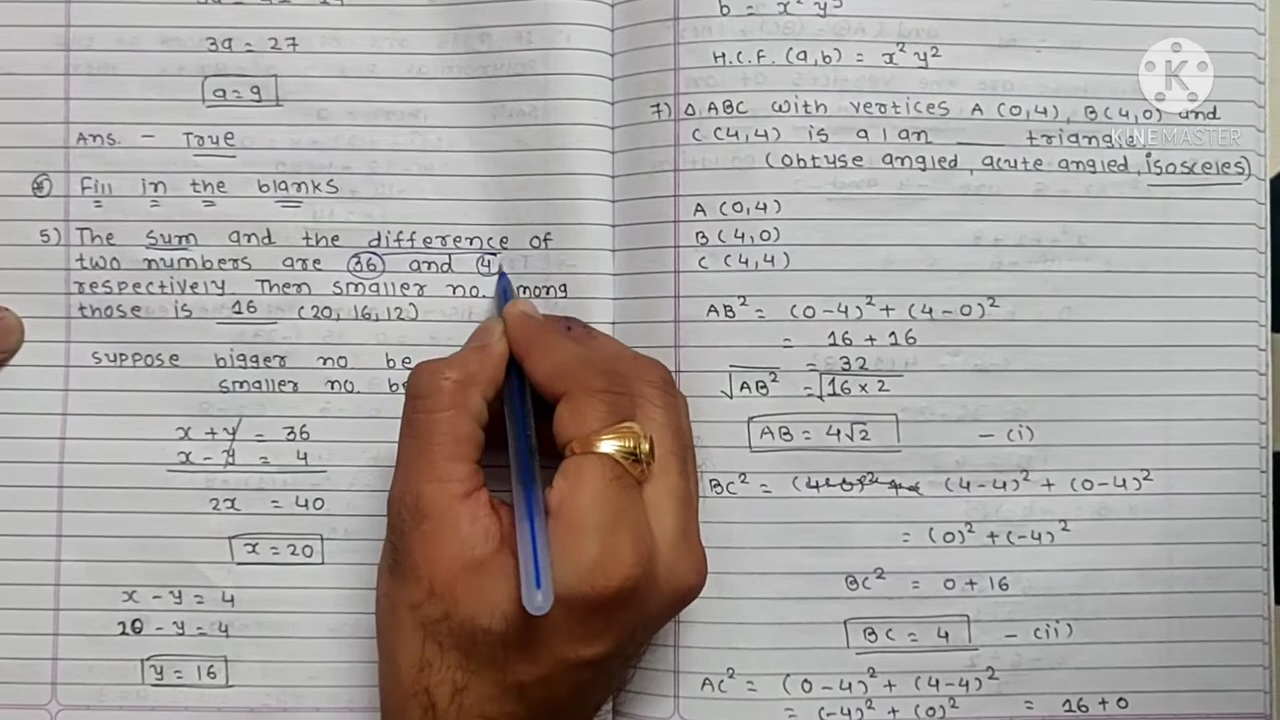 3a = 27
a = 9
Ans. - True
Fill in the blanks
5) The sum and the difference of
two numbers are 36 and 4
respectively Then smaller no.
those is 16 (20, 16, 12)
suppose bigger no be
smaller no. be
x + y = 36
x - y = 4
2x = 40
x = 20
x - y = 4
20 - y = 4
y = 16
b = x² y³
H.C.F. (a,b) = x² y²
7) △ABC with vertices A (0,4), B(4,0) and
C (4,4) is a | an ___ triangle
(obtuse angled, acute angled, isosceles)
A (0,4)
B (4,0)
C (4,4)
AB² = (0-4)² + (4-0)²
= 16 + 16
= 32
√AB² = √16 × 2
AB = 4√2 - (i)
BC² = (4-4)² + (0-4)²
= (0)² + (-4)²
BC² = 0 + 16
BC = 4 - (ii)
AC² = (0-4)² + (4-4)²
= (-4)² + (0)² = 16 + 0
K
KINEMASTER